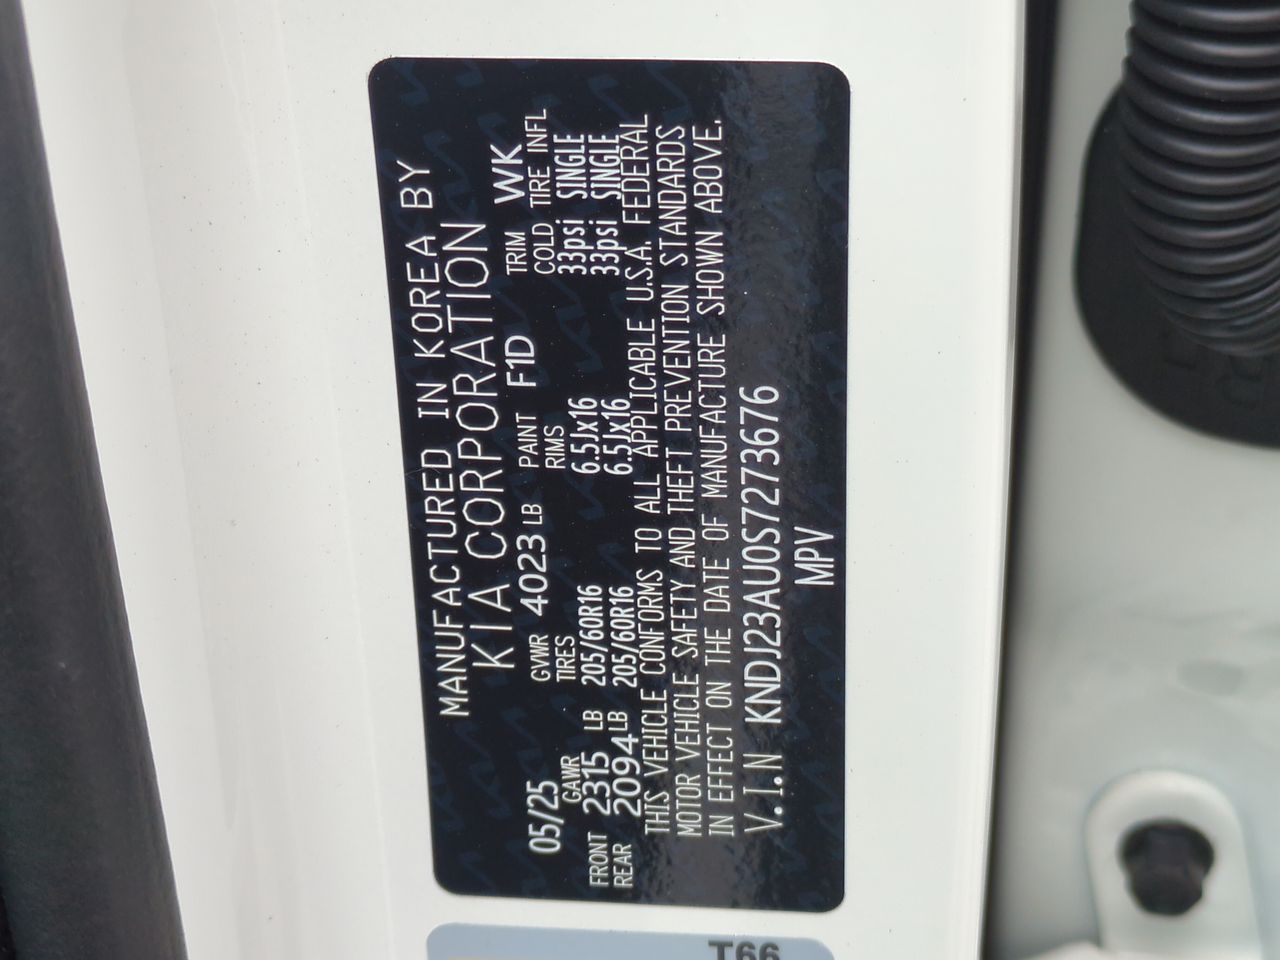 MANUFACTURED IN KOREA BY
KIA CORPORATION
05/25 GVWR 4023 LB PAINT F1D TRIM WK
GAWR TIRES RIMS COLD TIRE INFL
FRONT 2315 LB 205/60R16 6.5Jx16 33psi SINGLE
REAR 2094 LB 205/60R16 6.5Jx16 33psi SINGLE
THIS VEHICLE CONFORMS TO ALL APPLICABLE U.S.A. FEDERAL
MOTOR VEHICLE SAFETY AND THEFT PREVENTION STANDARDS
IN EFFECT ON THE DATE OF MANUFACTURE SHOWN ABOVE.
V.I.N KNDJ23AU0S7273676
MPV
T66